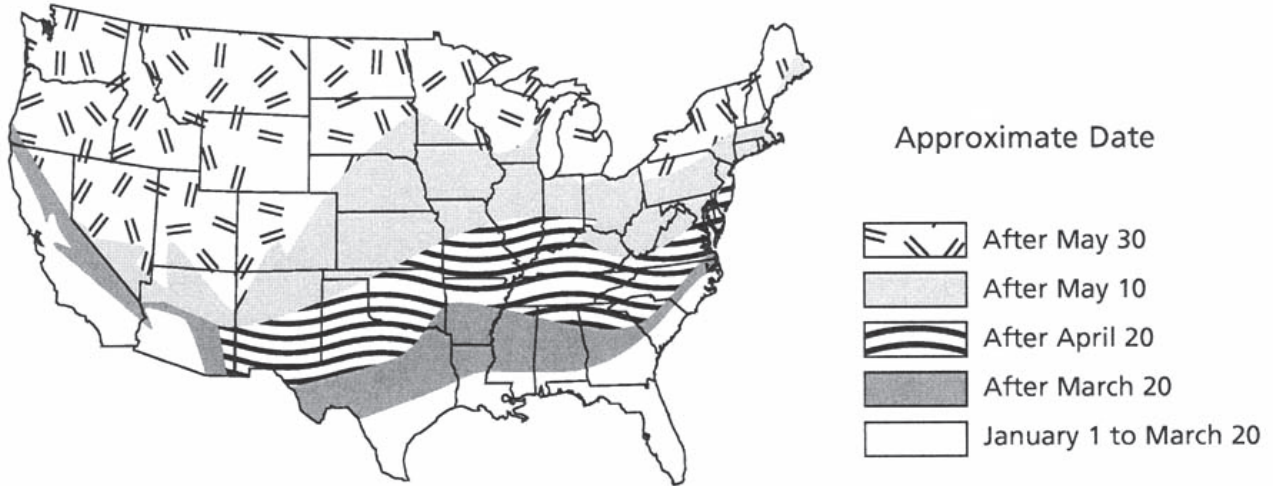 Approximate Date
After May 30
After May 10
After April 20
After March 20
January 1 to March 20